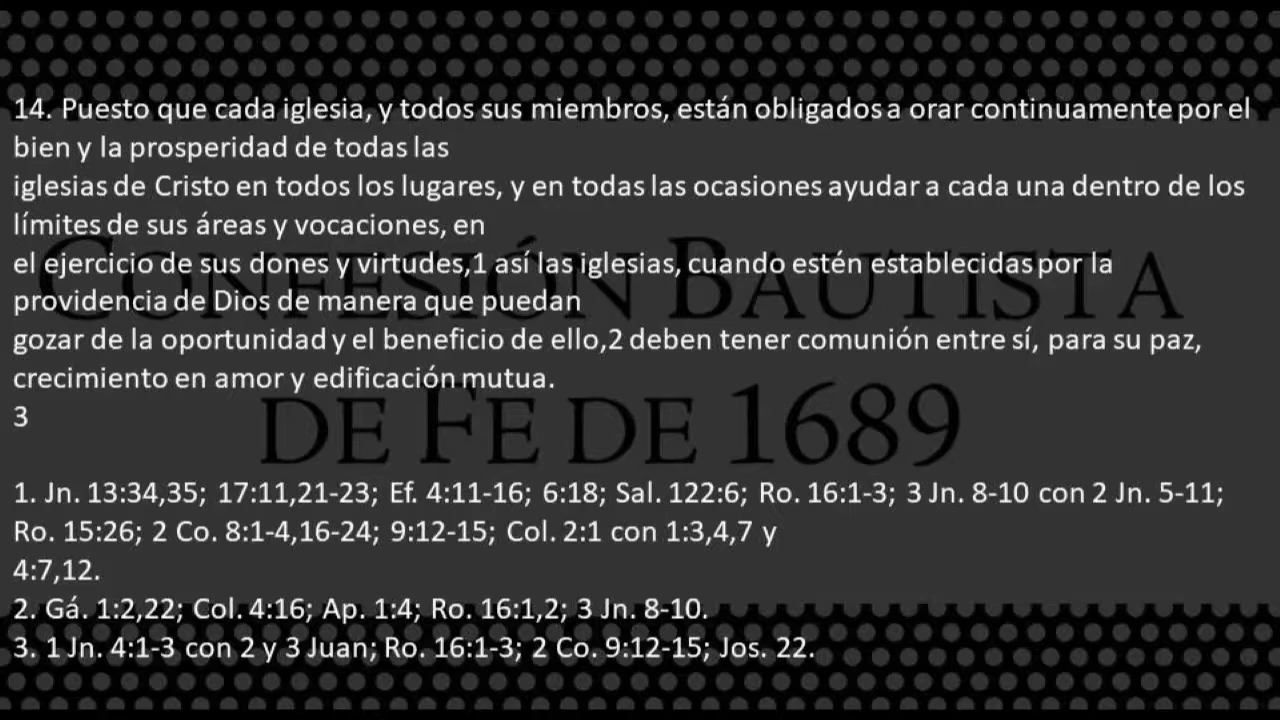 14. Puesto que cada iglesia, y todos sus miembros, están obligados a orar continuamente por el
bien y la prosperidad de todas las
iglesias de Cristo en todos los lugares, y en todas las ocasiones ayudar a cada una dentro de los
límites de sus áreas y vocaciones, en
el ejercicio de sus dones y virtudes,1 así las iglesias, cuando estén establecidas por la
providencia de Dios de manera que puedan
gozar de la oportunidad y el beneficio de ello,2 deben tener comunión entre sí, para su paz,
crecimiento en amor y edificación mutua.
3
1. Jn. 13:34,35; 17:11,21-23; Ef. 4:11-16; 6:18; Sal. 122:6; Ro. 16:1-3; 3 Jn. 8-10 con 2 Jn. 5-11;
Ro. 15:26; 2 Co. 8:1-4,16-24; 9:12-15; Col. 2:1 con 1:3,4,7 y
4:7,12.
2. Gá. 1:2,22; Col. 4:16; Ap. 1:4; Ro. 16:1,2; 3 Jn. 8-10.
3. 1 Jn. 4:1-3 con 2 y 3 Juan; Ro. 16:1-3; 2 Co. 9:12-15; Jos. 22.
CONFESIÓN BAUTISTA
DE FE DE 1689